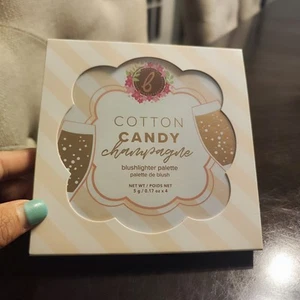 b
COTTON
CANDY
champagne
blushlighter palette
palette de blush
NET WT / POIDS NET
5 g / 0.17 oz x 4